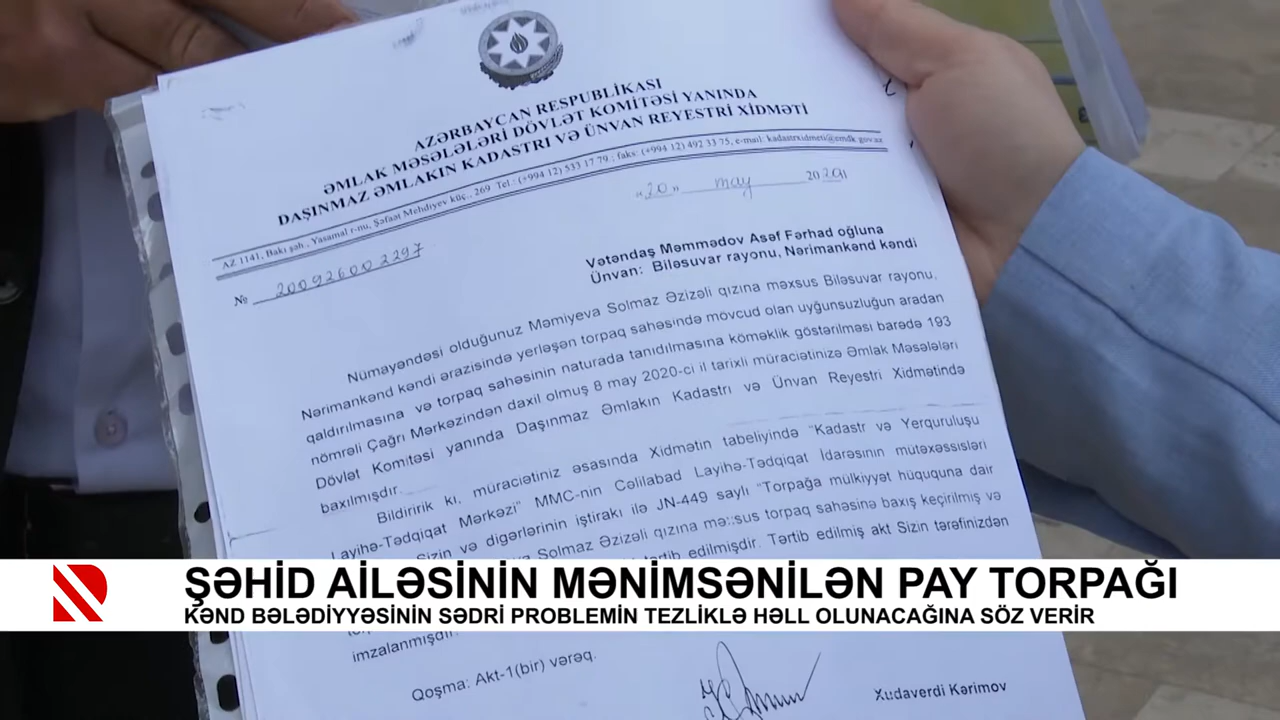 AZƏRBAYCAN RESPUBLİKASI
ƏMLAK MƏSƏLƏLƏRİ DÖVLƏT KOMİTƏSİ YANINDA
DAŞINMAZ ƏMLAKIN KADASTRI VƏ ÜNVAN REYESTRİ XİDMƏTİ
AZ 1141, Bakı şəh., Yasamal r-nu, Şəfaət Mehdiyev küç., 269 Tel : (+994 12) 533 17 79 ; faks: (+994 12) 492 33 75, e-mail: kadastrxidmeti@emdk.gov.az
"20" may 2020
№ 200926002297
Vətəndaş Məmmədov Asəf Fərhad oğluna
Ünvan: Biləsuvar rayonu, Nərimankənd kəndi
Nümayəndəsi olduğunuz Məmiyeva Solmaz Əzizəli qızına məxsus Biləsuvar rayonu,
Nərimankənd kəndi ərazisində yerləşən torpaq sahəsində mövcud olan uyğunsuzluğun aradan
qaldırılmasına və torpaq sahəsinin naturada tanıdılmasına köməklik göstərilməsi barədə 193
nömrəli Çağrı Mərkəzindən daxil olmuş 8 may 2020-ci il tarixli müraciətinizə Əmlak Məsələləri
Dövlət Komitəsi yanında Daşınmaz Əmlakın Kadastrı və Ünvan Reyestri Xidmətində
baxılmışdır.
Bildiririk ki, müraciətiniz əsasında Xidmətin tabeliyində "Kadastr və Yerquruluşu
Layihə-Tədqiqat Mərkəzi" MMC-nin Cəlilabad Layihə-Tədqiqat İdarəsinin mütəxəssisləri
Sizin və digərlərinin iştirakı ilə JN-449 saylı "Torpağa mülkiyyət hüququna dair
Solmaz Əzizəli qızına məxsus torpaq sahəsinə baxış keçirilmiş və
tərtib edilmişdir. Tərtib edilmiş akt Sizin tərəfinizdən
ŞƏHİD AİLƏSİNİN MƏNİMSƏNİLƏN PAY TORPAĞI
KƏND BƏLƏDİYYƏSİNİN SƏDRİ PROBLEMİN TEZLİKLƏ HƏLL OLUNACAĞINA SÖZ VERİR
imzalanmışdır.
Qoşma: Akt-1(bir) vərəq.
Xudaverdi Kərimov